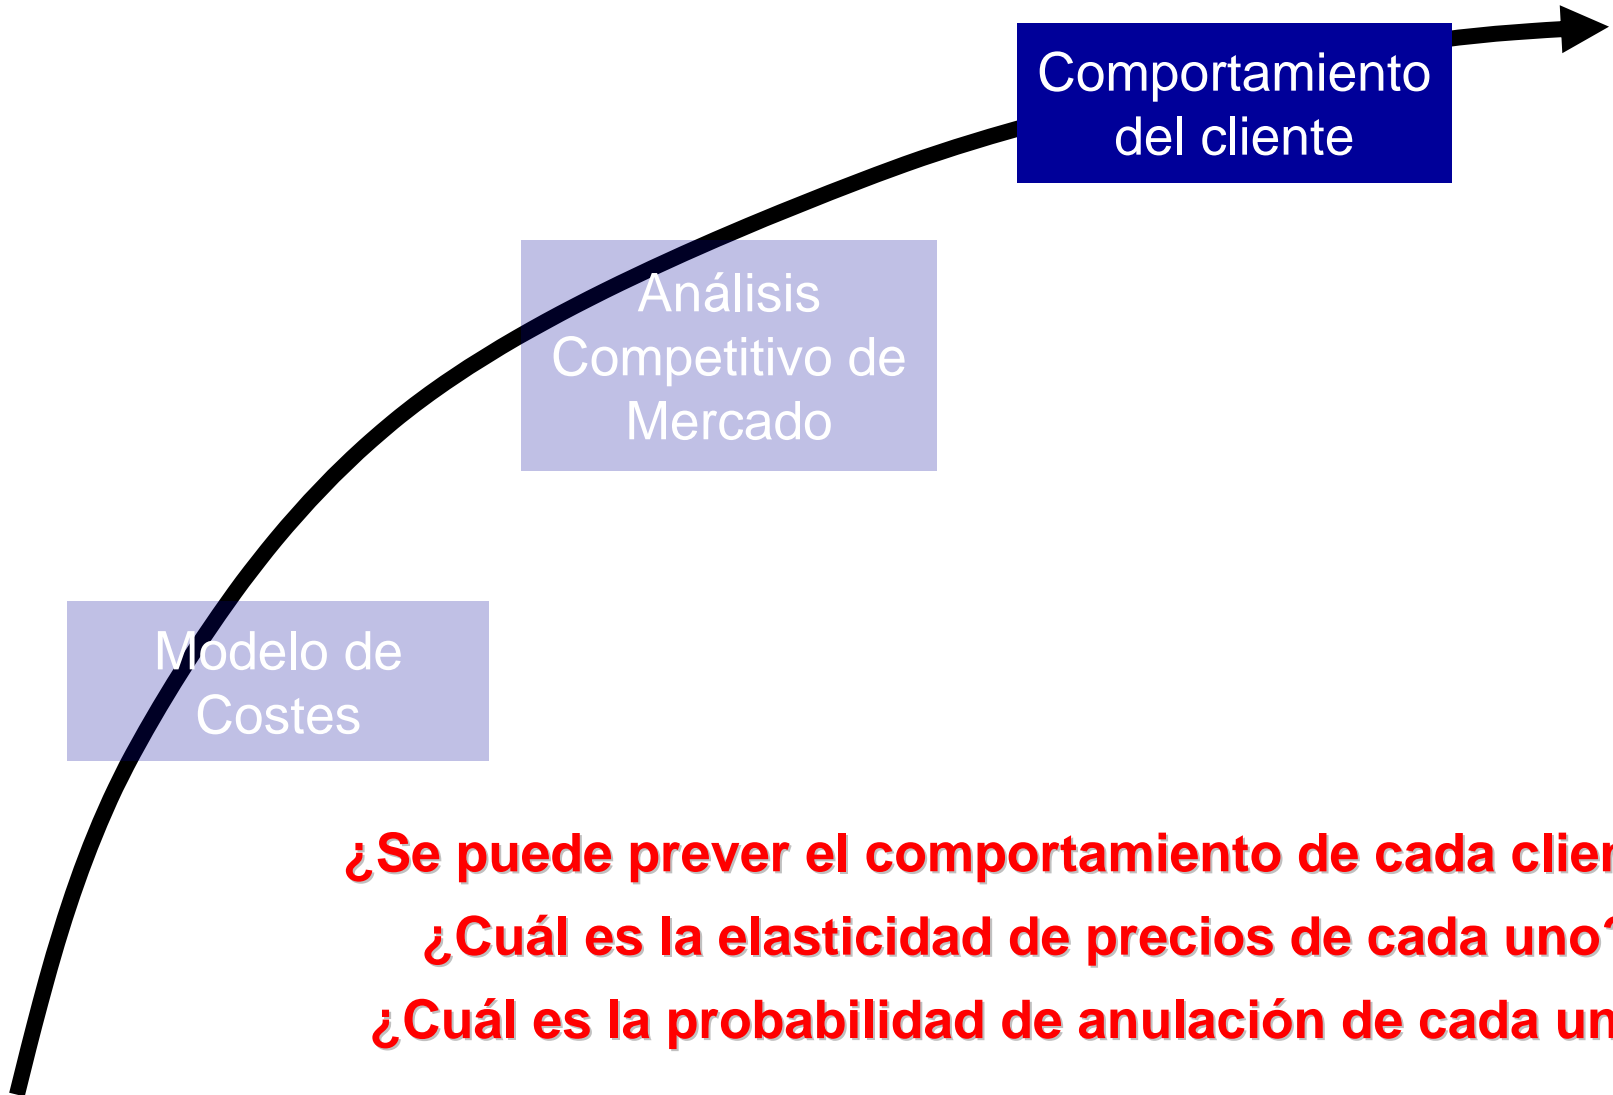 Comportamiento
del cliente
Análisis
Competitivo de
Mercado
Modelo de
Costes
¿Se puede prever el comportamiento de cada
¿Cuál es la elasticidad de precios de cada uno?
¿Cuál es la probabilidad de anulación de cada